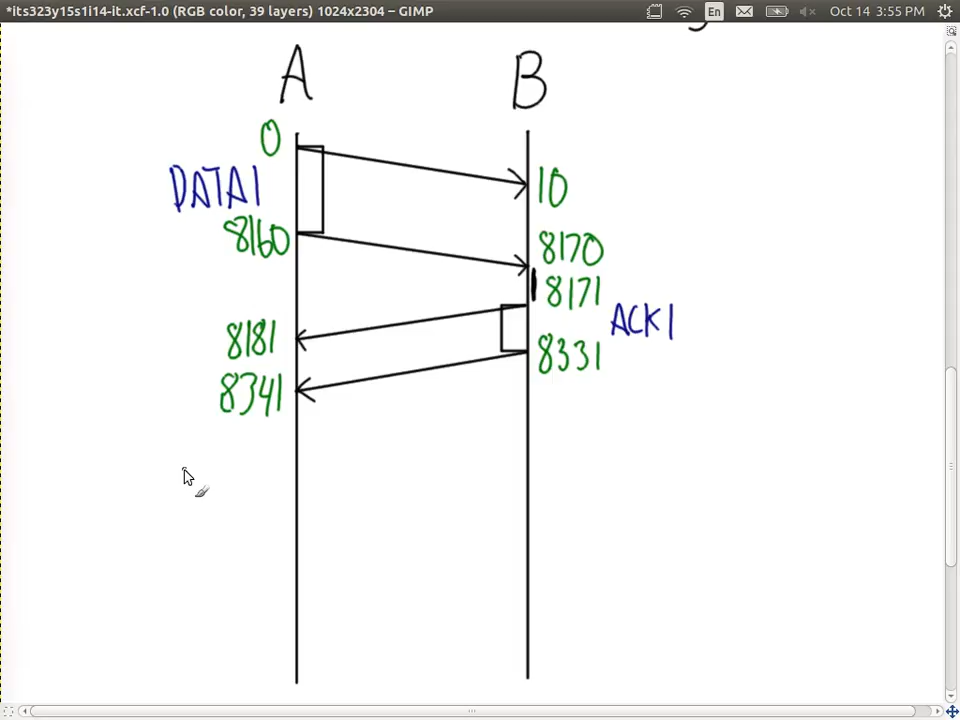 *its323y15s1i14-it.xcf-1.0 (RGB color, 39 layers) 1024x2304 – GIMP
En
Oct 14 3:55 PM
A
B
0
DATA1
10
8160
8170
8171
ACK1
8181
8331
8341